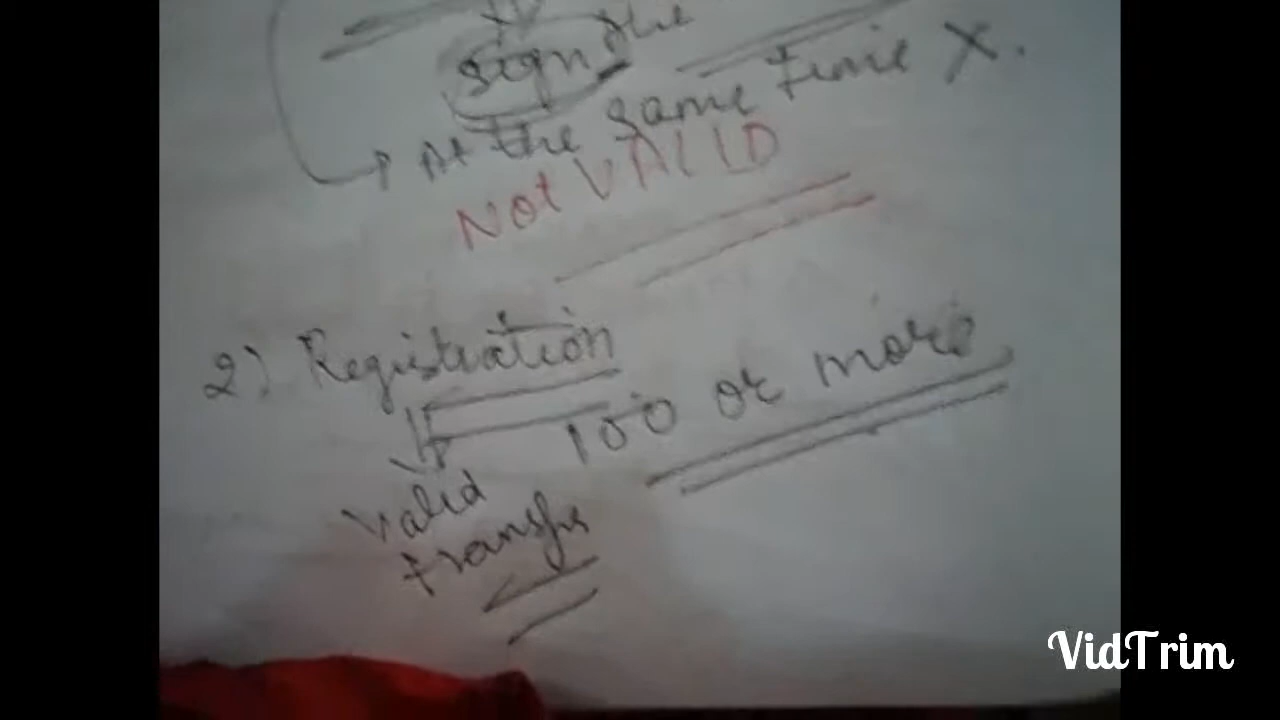 sign the
At the same time X.
Not VALID
2) Registration
100 or more
Valid
transfer
VidTrim